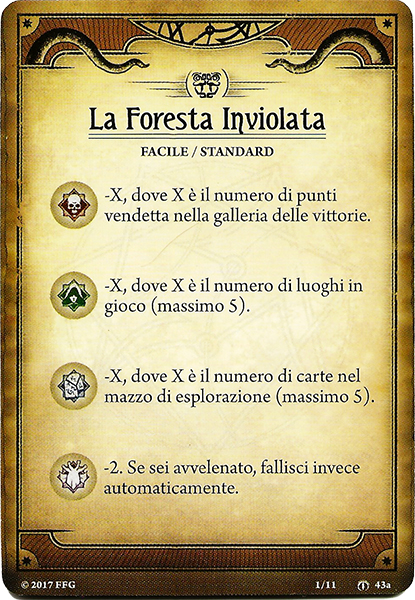 La Foresta Inviolata
FACILE / STANDARD
-X, dove X è il numero di punti
vendetta nella galleria delle vittorie.
-X, dove X è il numero di luoghi in
gioco (massimo 5).
-X, dove X è il numero di carte nel
mazzo di esplorazione (massimo 5).
-2. Se sei avvelenato, fallisci invece
automaticamente.
© 2017 FFG
1/11
43a